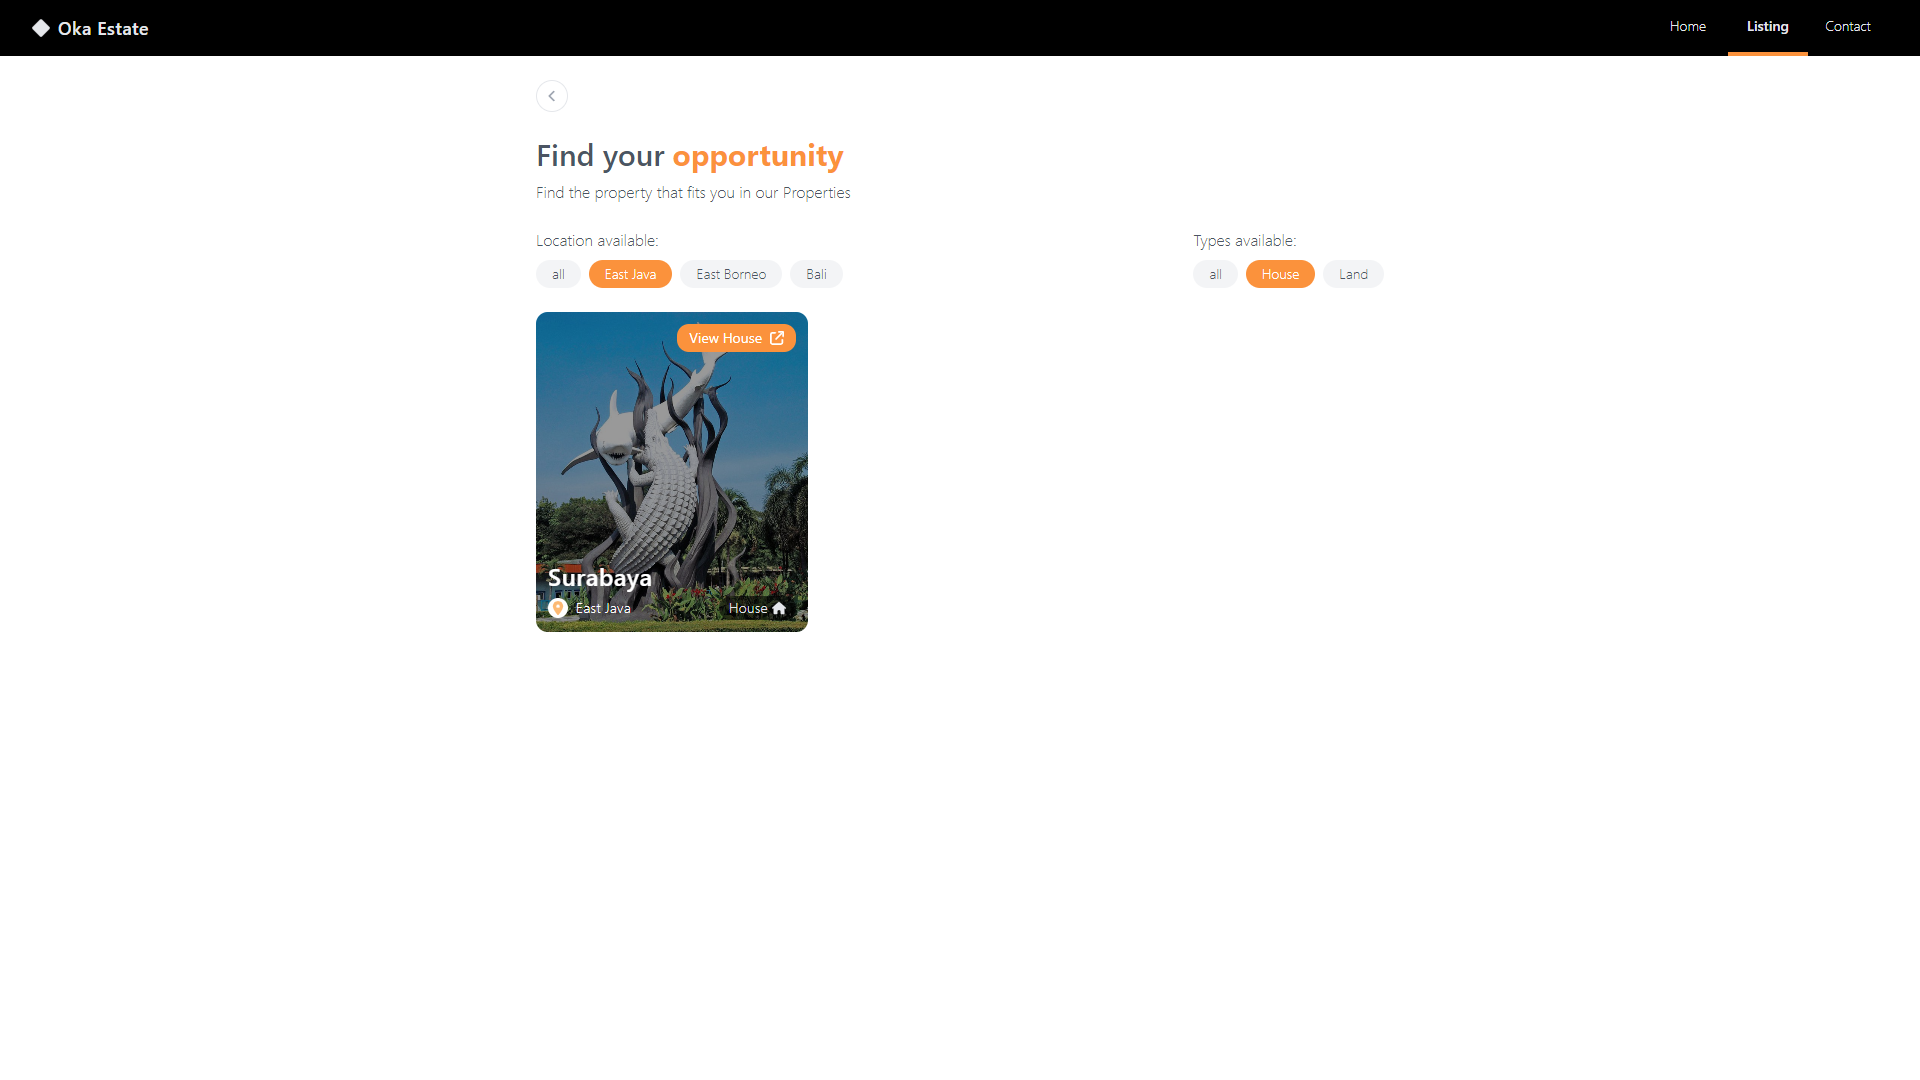 Oka Estate
Home
Listing
Contact
Find your opportunity
Find the property that fits you in our Properties
Location available:
all
East Java
East Borneo
Bali
Types available:
all
House
Land
View House
Surabaya
East Java
House